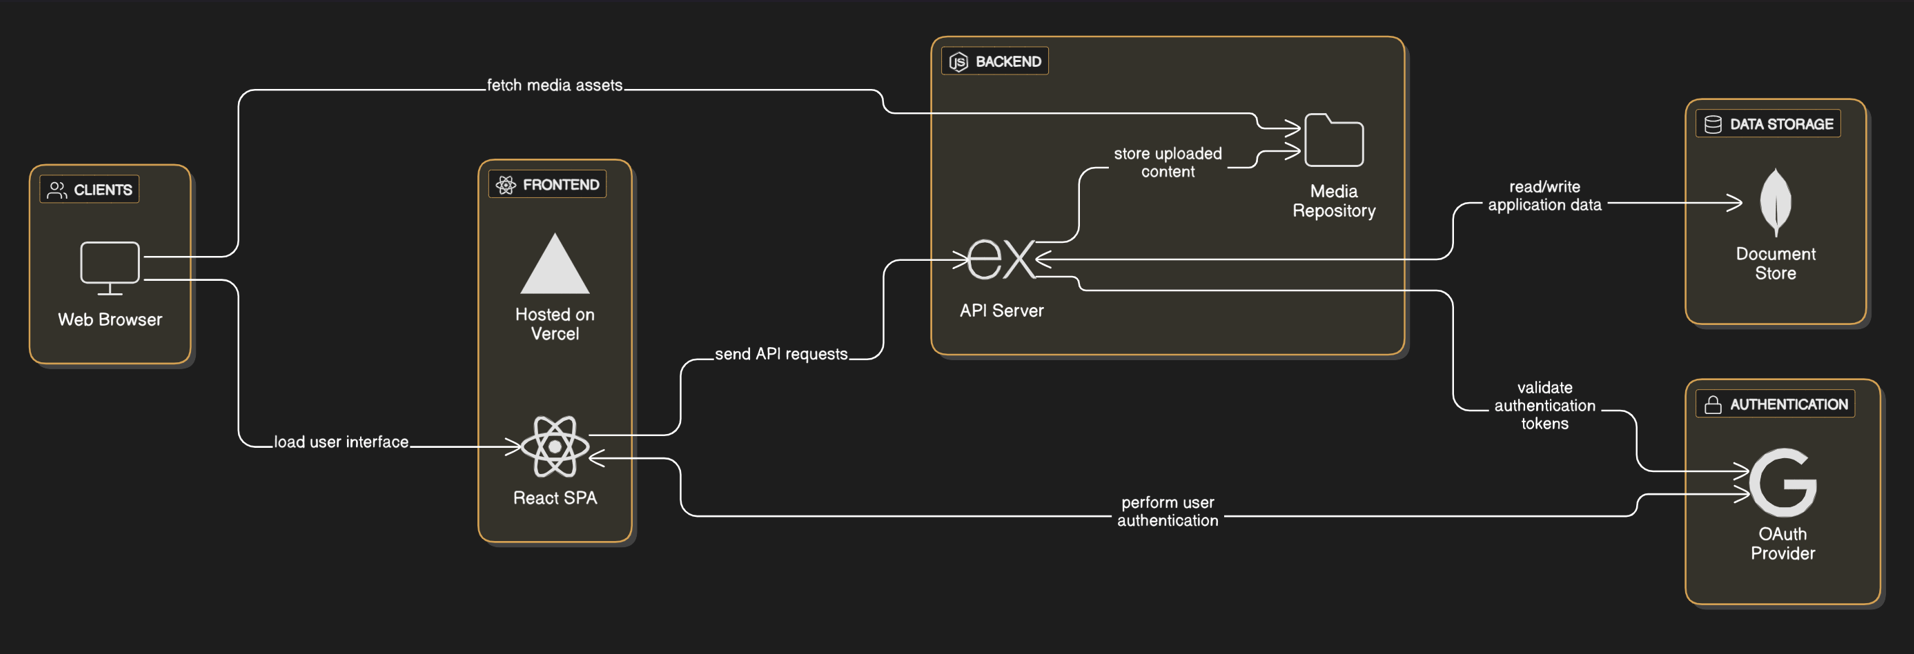 CLIENTS
Web Browser
fetch media assets
load user interface
FRONTEND
Hosted on
Vercel
React SPA
send API requests
perform user
authentication
JS
BACKEND
store uploaded
content
Media
Repository
ex
API Server
read/write
application data
validate
authentication
tokens
DATA STORAGE
Document
Store
AUTHENTICATION
G
OAuth
Provider